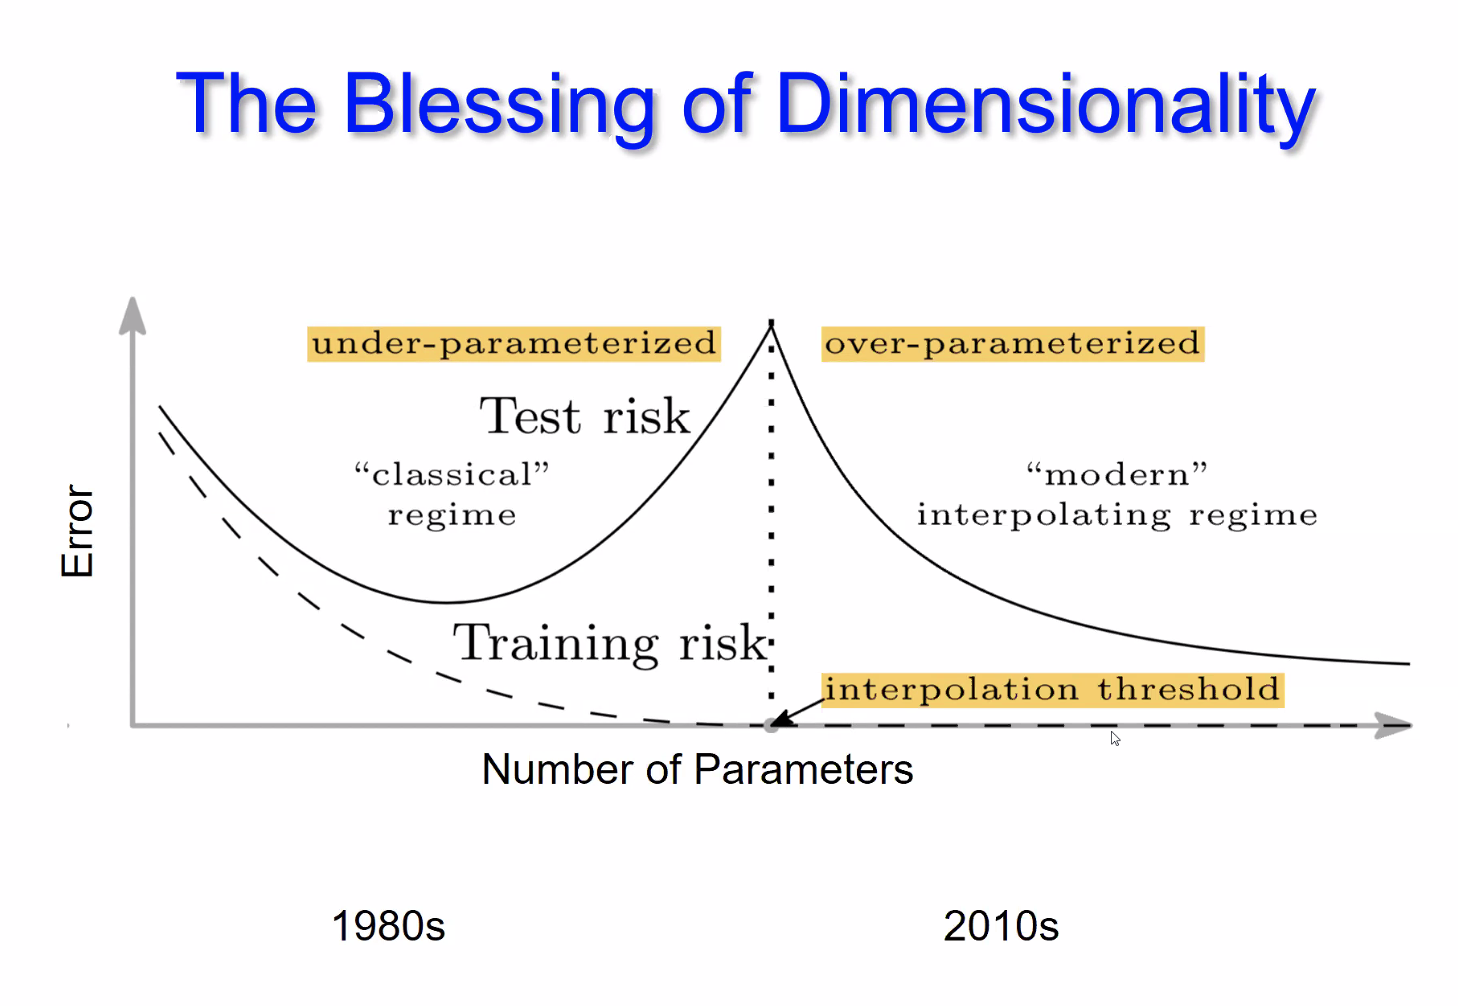 The Blessing of Dimensionality
under-parameterized
over-parameterized
Test risk
“classical”
regime
“modern”
interpolating regime
Error
Training risk
interpolation threshold
Number of Parameters
1980s
2010s